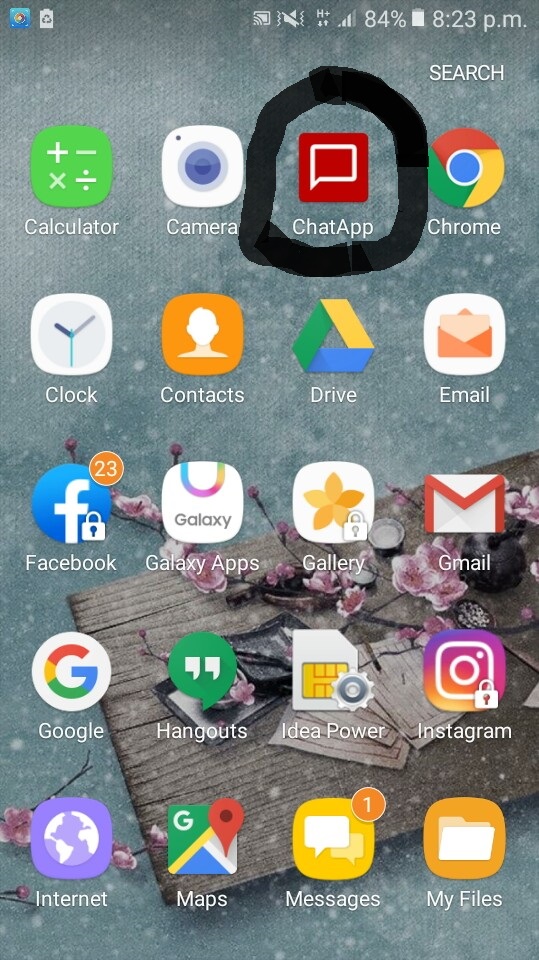 H+ 84% 8:23 p.m.
SEARCH
Calculator Camera ChatApp Chrome
Clock Contacts Drive Email
23
Galaxy
Facebook Galaxy Apps Gallery Gmail
G
Google Hangouts Idea Power Instagram
1
G
Internet Maps Messages My Files